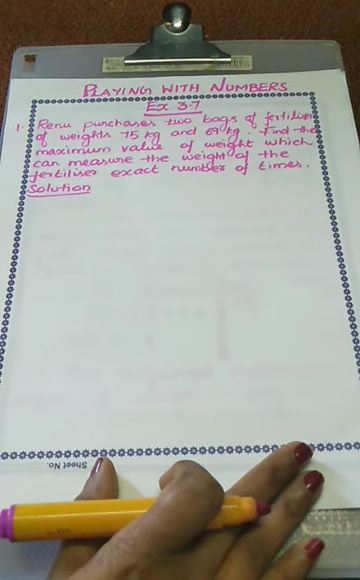 PLAYING WITH NUMBERS
Ex 3.7
1. Renu purchases two bags of fertiliser
of weights 75 kg and 69 kg. Find the
maximum value of weight which
can measure the weight of the
fertiliser exact number of times.
Solution
Sheet No.